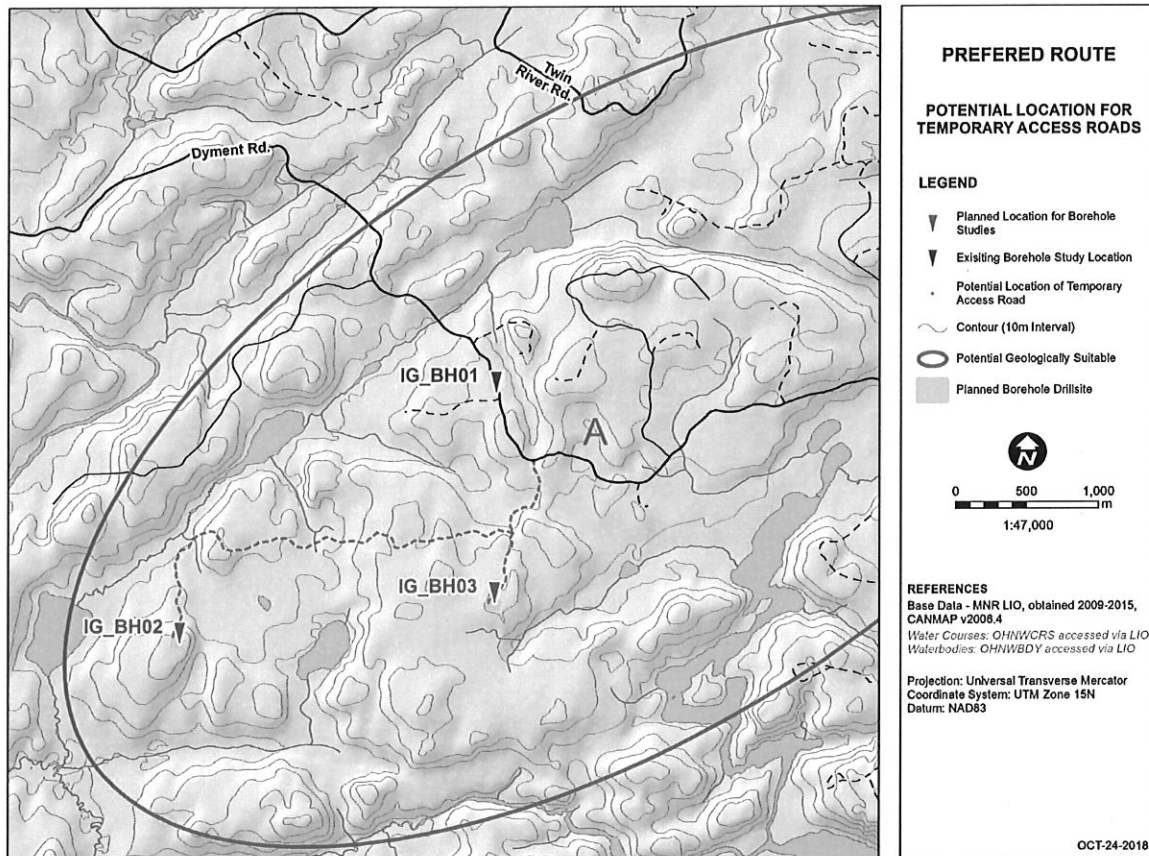 Twin
River Rd.
Dyment Rd.
IG_BH01
A
IG_BH03
IG_BH02
PREFERED ROUTE
POTENTIAL LOCATION FOR
TEMPORARY ACCESS ROADS
LEGEND
Planned Location for Borehole
Studies
Exisiting Borehole Study Location
Potential Location of Temporary
Access Road
Contour (10m Interval)
Potential Geologically Suitable
Planned Borehole Drillsite
N
0 500 1,000
m
1:47,000
REFERENCES
Base Data - MNR LIO, obtained 2009-2015,
CANMAP v2006.4
Water Courses: OHNWCRS accessed via LIO
Waterbodies: OHNWBDY accessed via LIO
Projection: Universal Transverse Mercator
Coordinate System: UTM Zone 15N
Datum: NAD83
OCT-24-2018